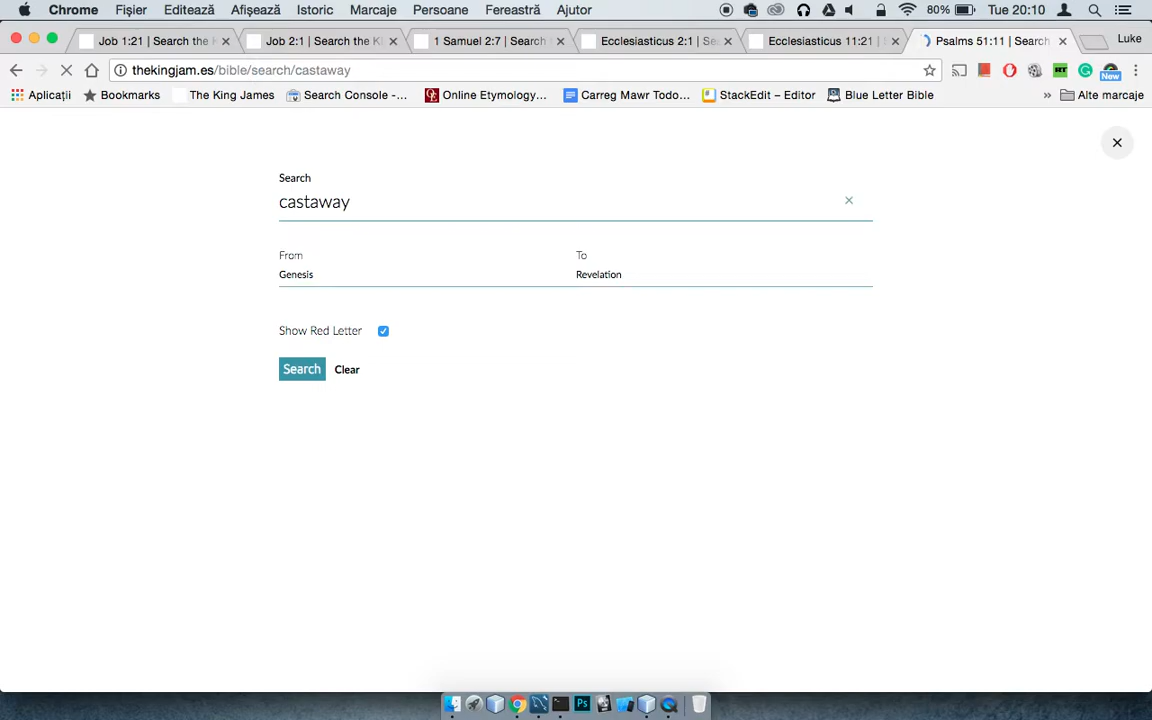 Chrome Fișier Editează Afișează Istoric Marcaje Persoane Fereastră Ajutor 80% Tue 20:10
Job 1:21 | Search the K Job 2:1 | Search the Ki 1 Samuel 2:7 | Search Ecclesiasticus 2:1 | Se Ecclesiasticus 11:21 | Psalms 51:11 | Search Luke
thekingjam.es/bible/search/castaway
New
Aplicații Bookmarks The King James Search Console -... Online Etymology... Carreg Mawr Todo... StackEdit – Editor Blue Letter Bible » Alte marcaje
Search
castaway
From To
Genesis Revelation
Show Red Letter
Search Clear